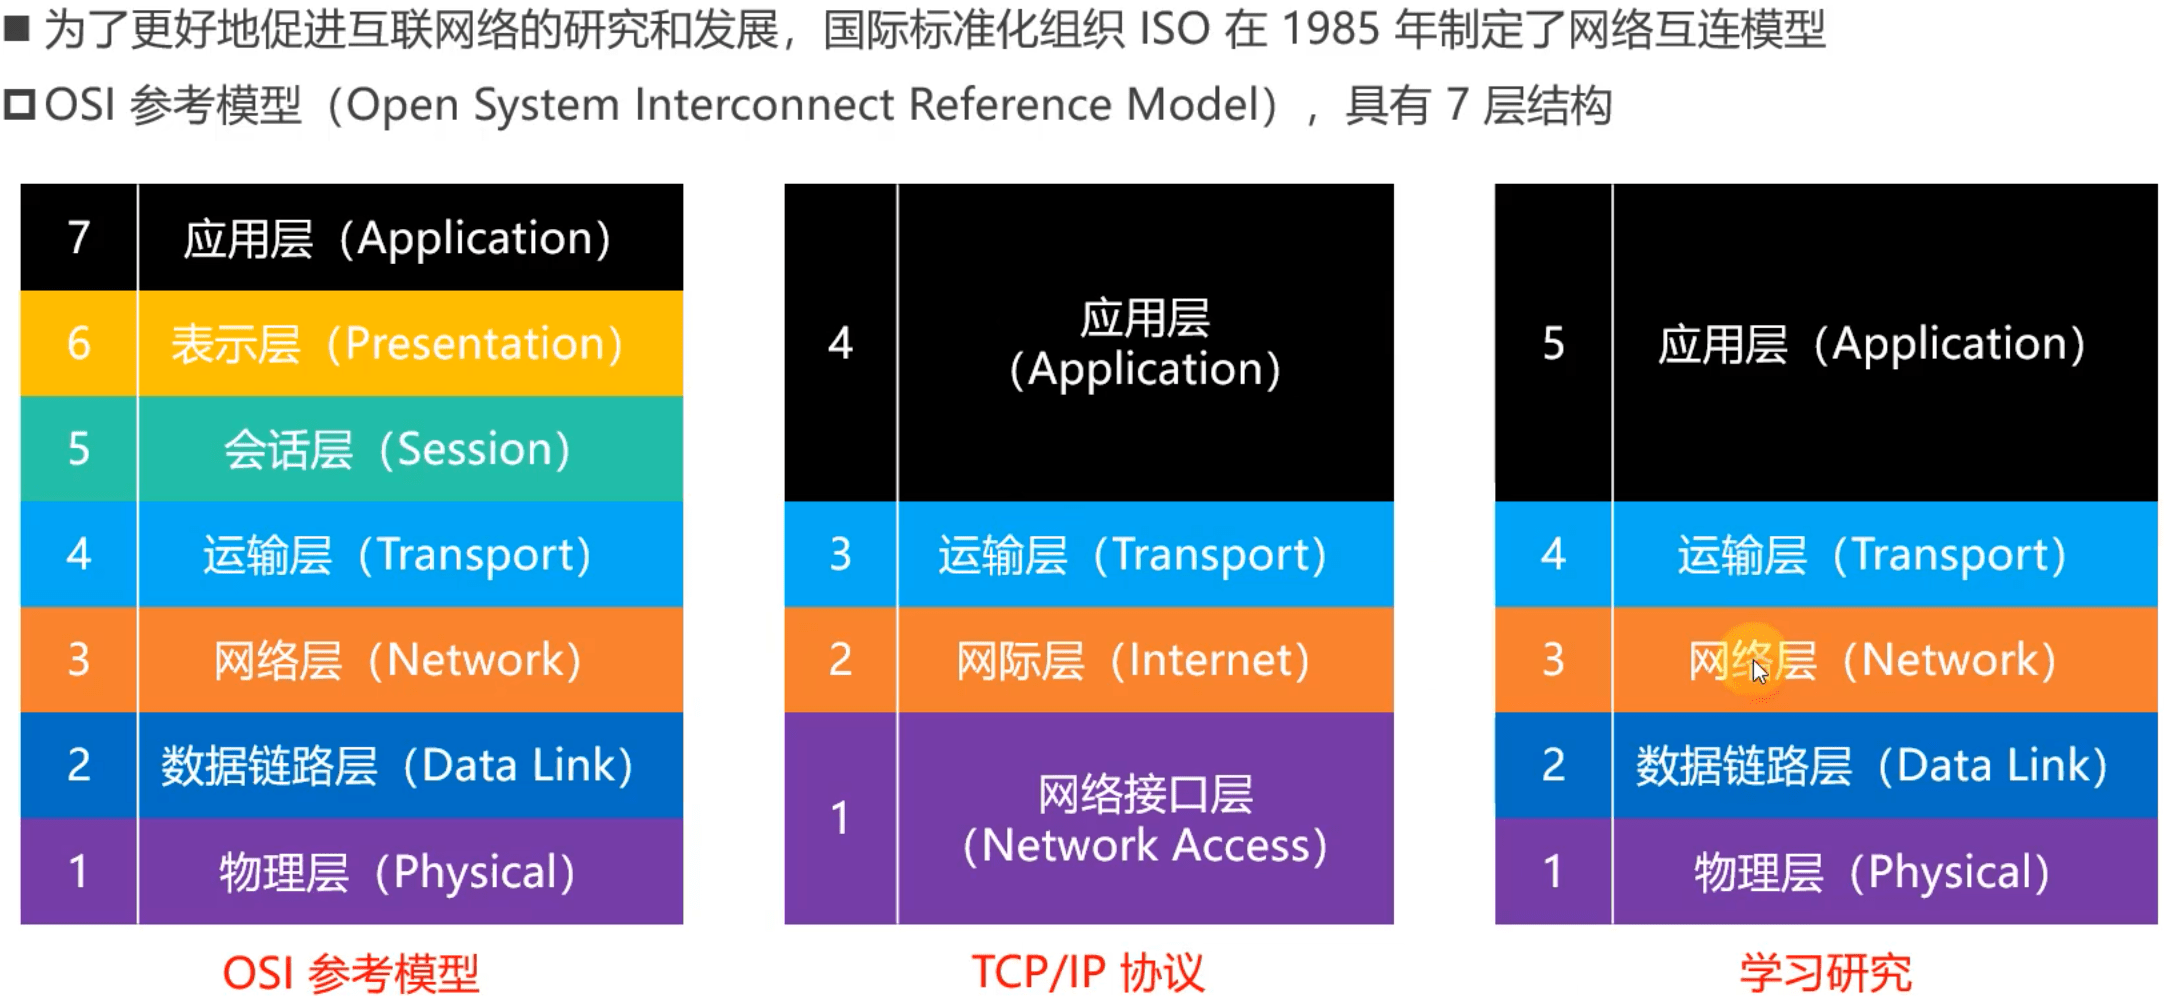 为了更好地促进互联网络的研究和发展，国际标准化组织 ISO 在 1985 年制定了网络互连模型
OSI 参考模型（Open System Interconnect Reference Model），具有 7 层结构
7 应用层（Application）
6 表示层（Presentation）
5 会话层（Session）
4 运输层（Transport）
3 网络层（Network）
2 数据链路层（Data Link）
1 物理层（Physical）
OSI 参考模型
4 应用层
（Application）
3 运输层（Transport）
2 网际层（Internet）
1 网络接口层
（Network Access）
TCP/IP 协议
5 应用层（Application）
4 运输层（Transport）
3 网络层（Network）
2 数据链路层（Data Link）
1 物理层（Physical）
学习研究